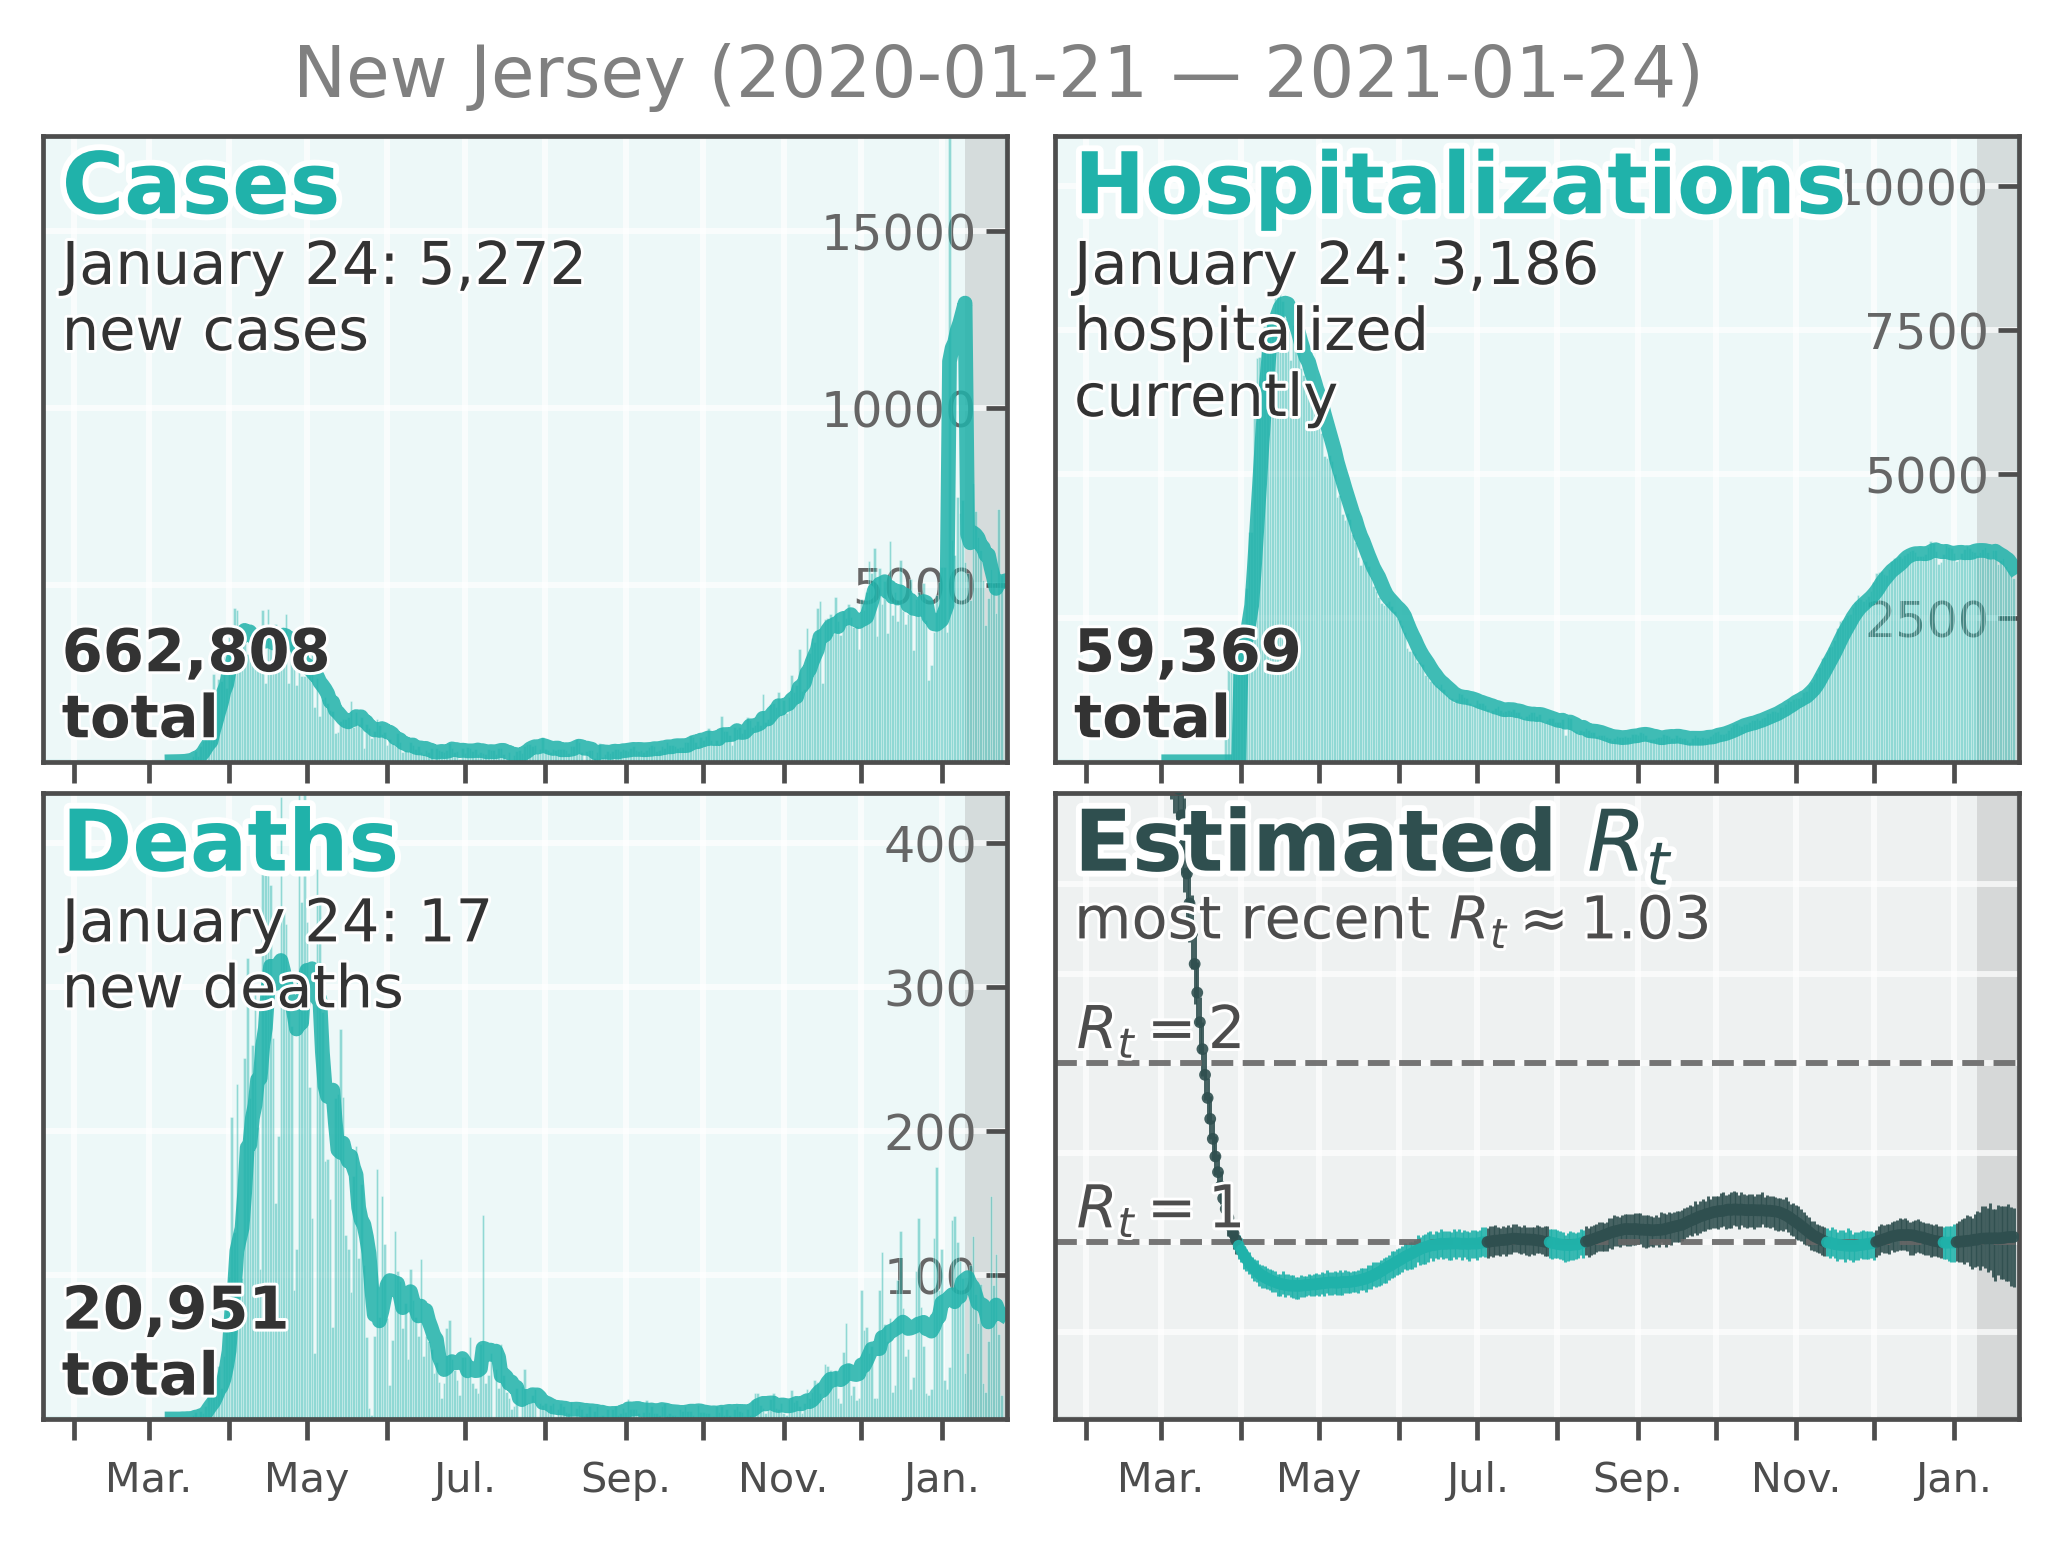 New Jersey (2020-01-21 — 2021-01-24)
Cases
January 24: 5,272
new cases
15000
10000
5000
662,808
total
Hospitalizations
January 24: 3,186
hospitalized
currently
10000
7500
5000
2500
59,369
total
Deaths
January 24: 17
new deaths
400
300
200
100
20,951
total
Mar. May Jul. Sep. Nov. Jan.
Estimated Rₜ
most recent Rₜ ≈ 1.03
Rₜ = 2
Rₜ = 1
Mar. May Jul. Sep. Nov. Jan.